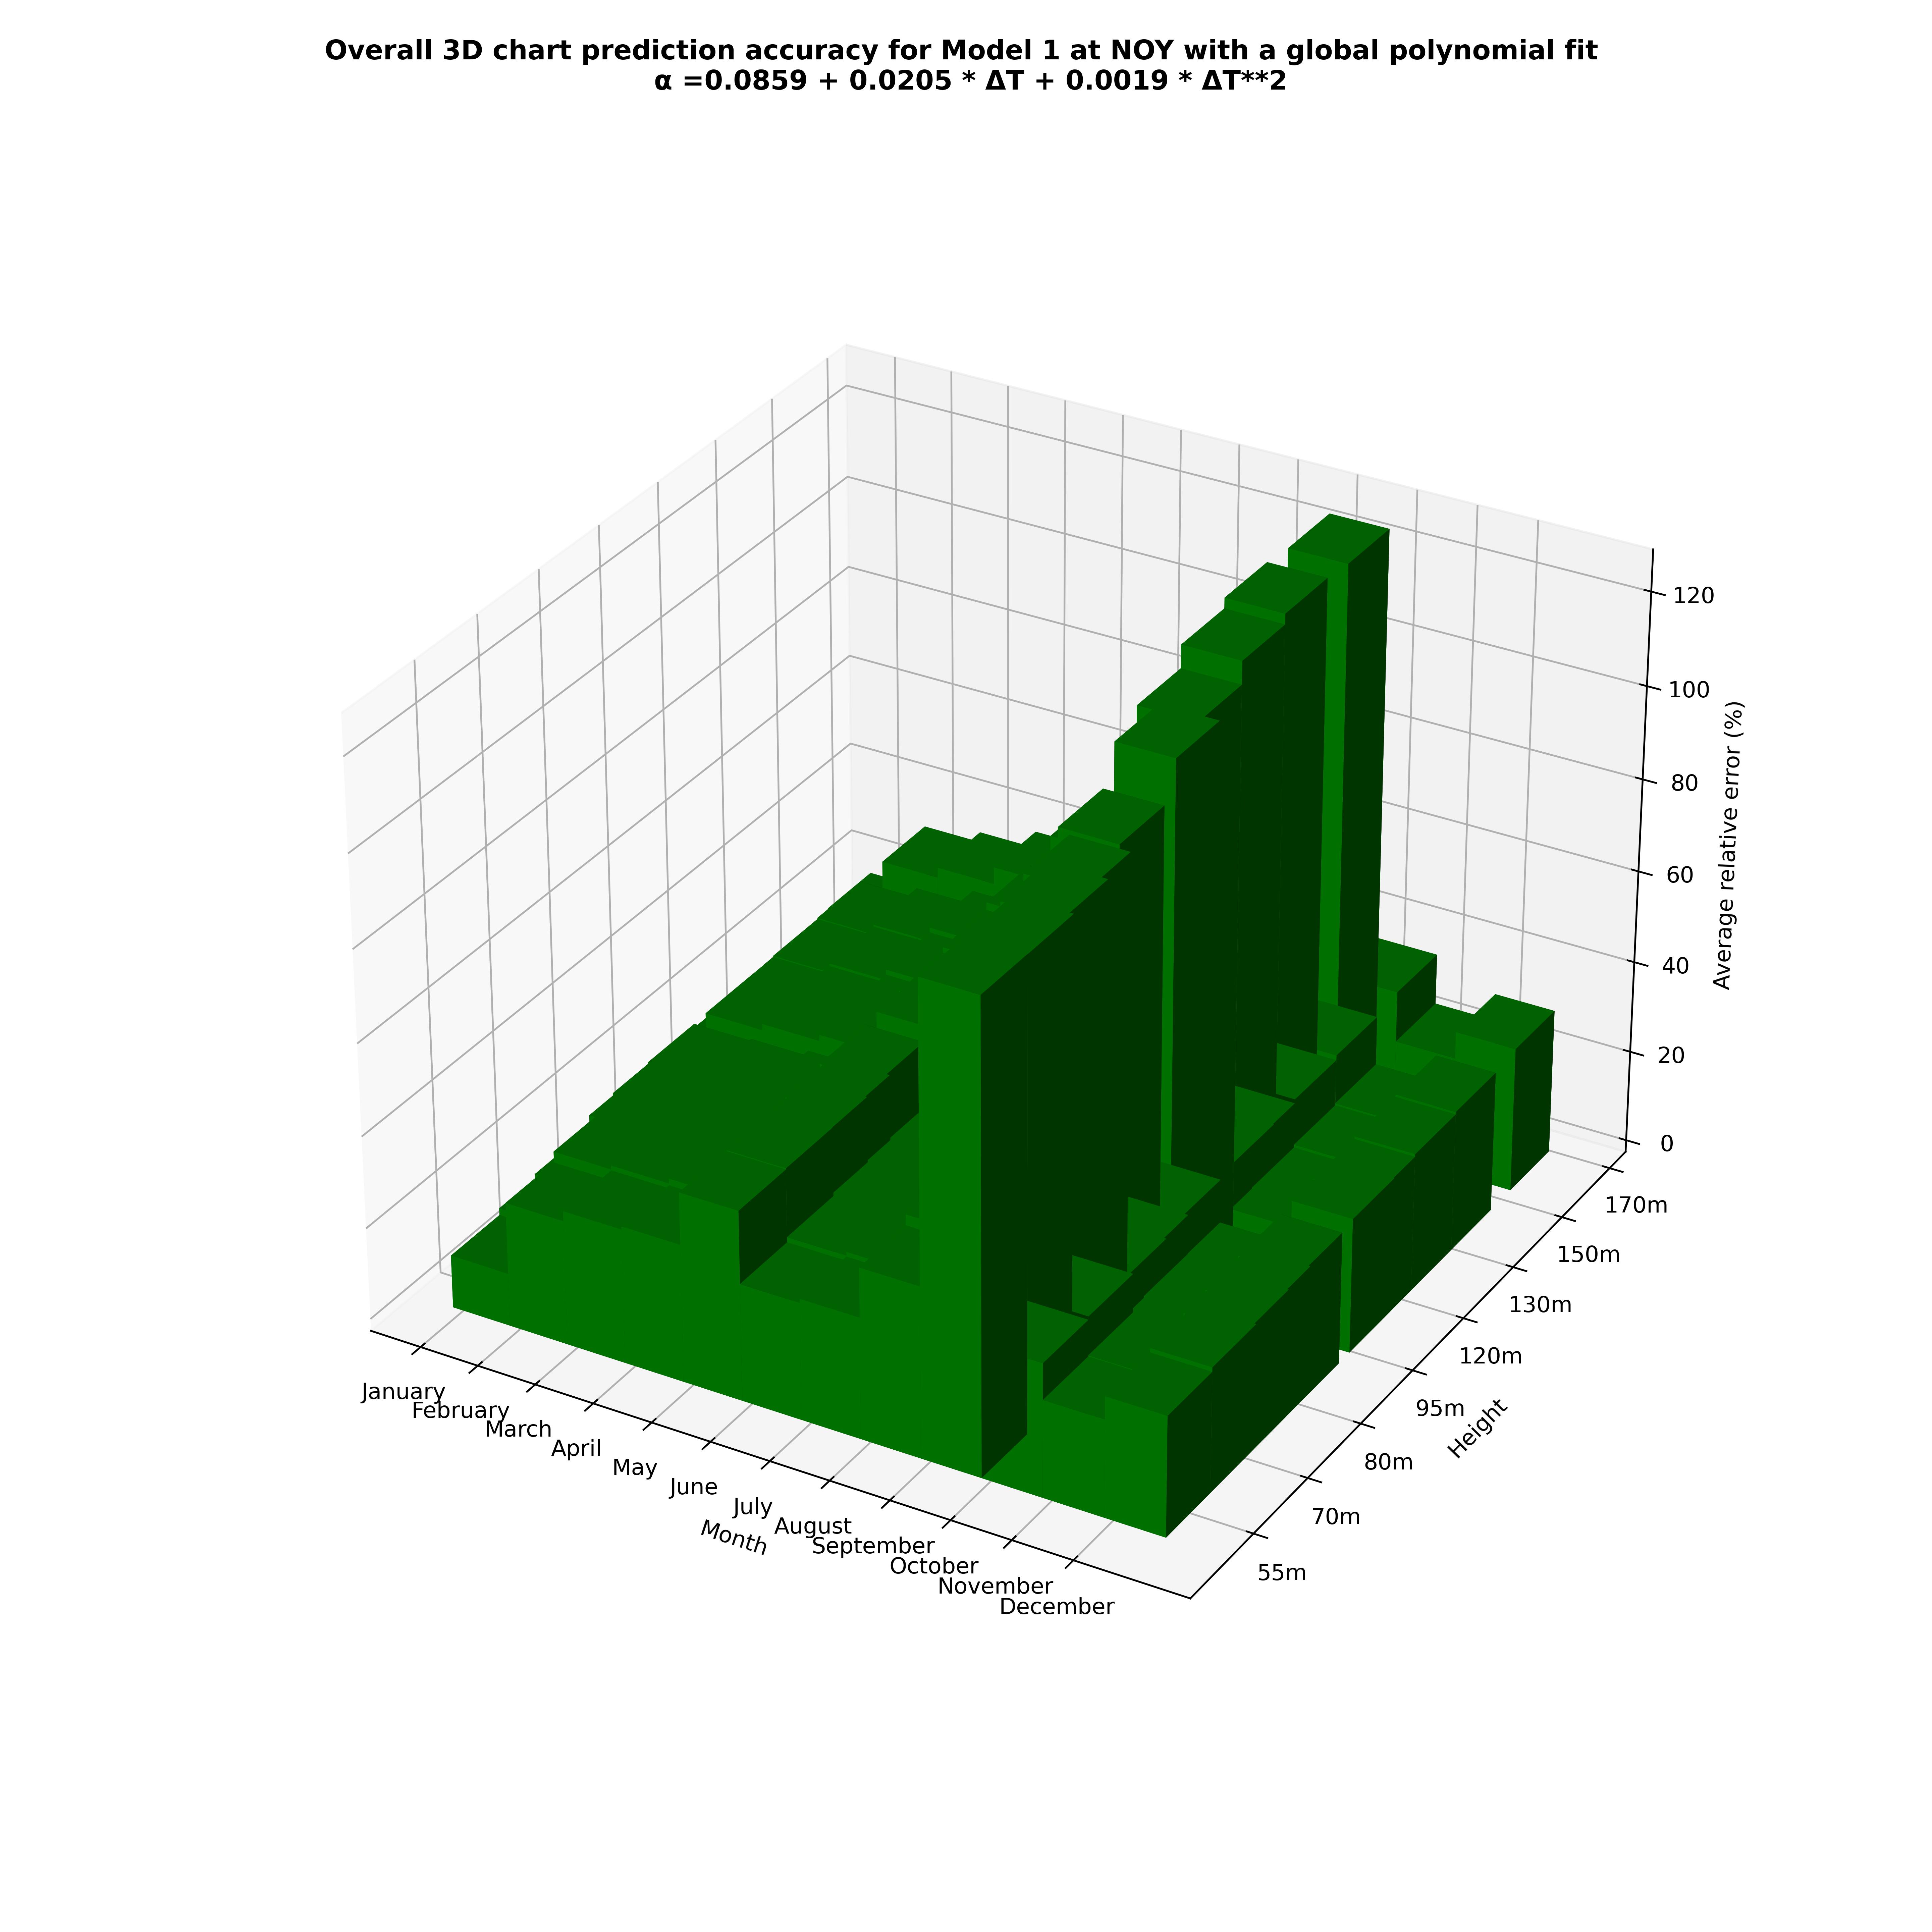 Overall 3D chart prediction accuracy for Model 1 at NOY with a global polynomial fit
α =0.0859 + 0.0205 * ΔT + 0.0019 * ΔT**2
120
100
80
60
40
20
0
Average relative error (%)
170m
150m
130m
120m
95m
80m
70m
55m
Height
January
February
March
April
May
June
July
August
September
October
November
December
Month